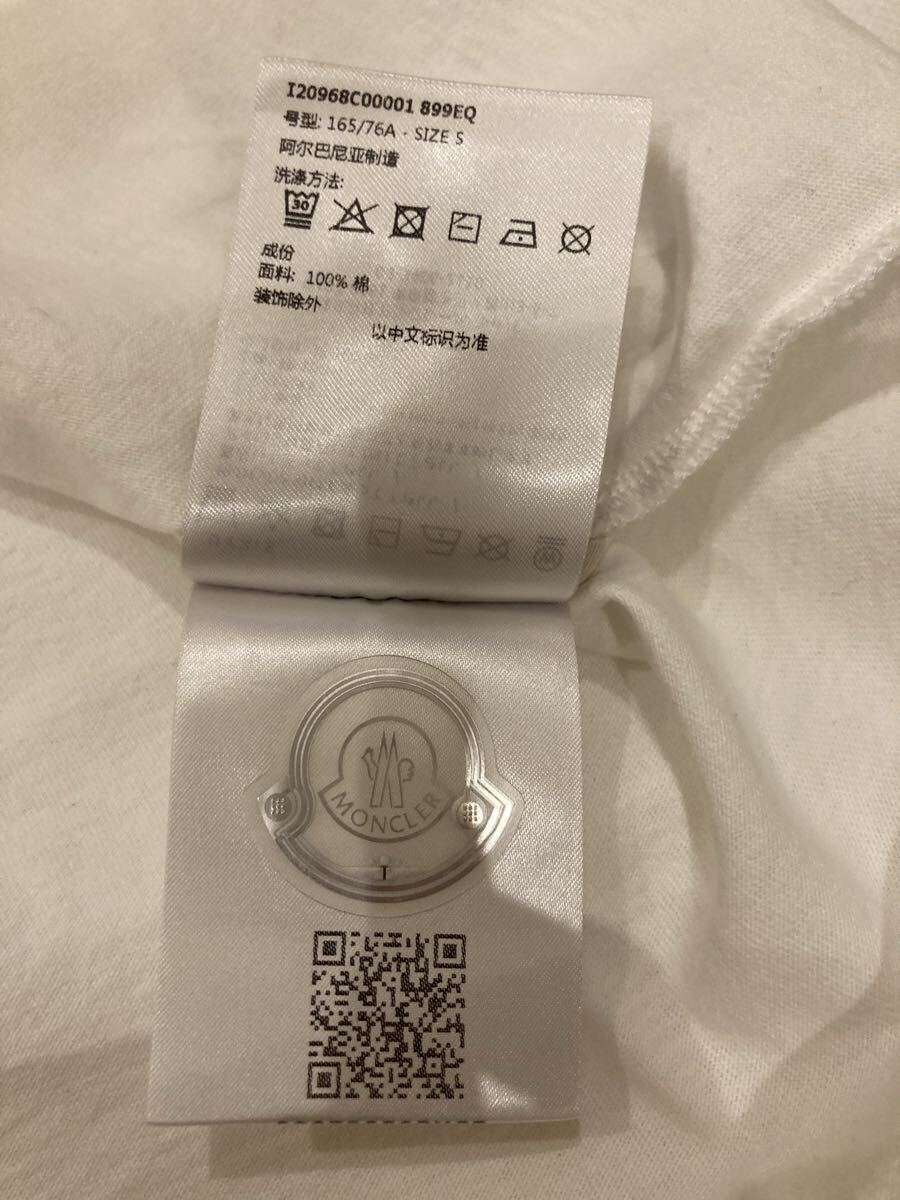 I20968C00001 899EQ
号型: 165/76A - SIZE S
阿尔巴尼亚制造
洗涤方法:
30
成份
面料: 100% 棉
装饰除外
以中文标识为准
MONCLER
T